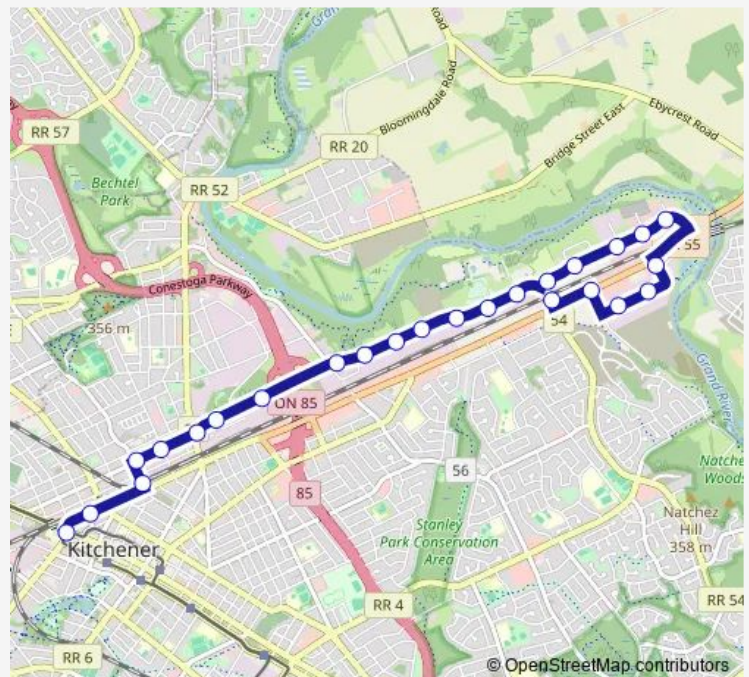 Gran
Road
RR 57
Bloomingdale Road
Ebycrest Road
RR 20
Bridge Street East
Bechtel
Park
RR 52
55
Conestoga Parkway
356 m
54
Grand River
ON 85
56
85
Natche
Woods
Stanley
Park Conservation
Area
Natchez
Hill
358 m
Kitchener
RR 4
RR 54
RR 6
© OpenStreetMap contributors